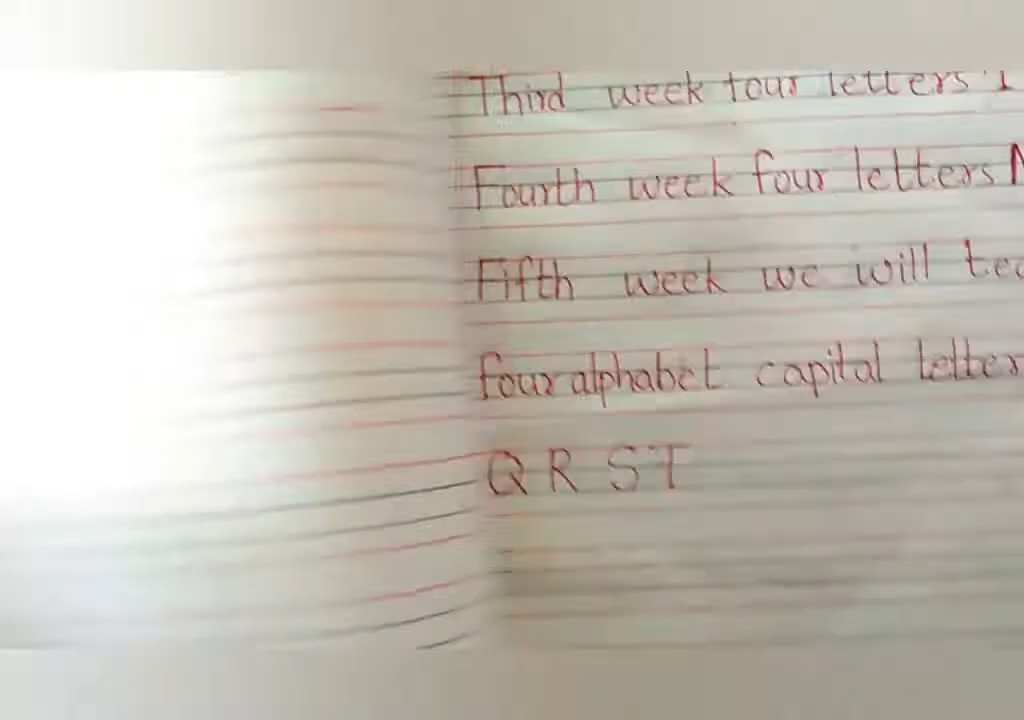 Third week four letters
Fourth week four letters
Fifth week we will
four alphabet capital letter
Q R S T